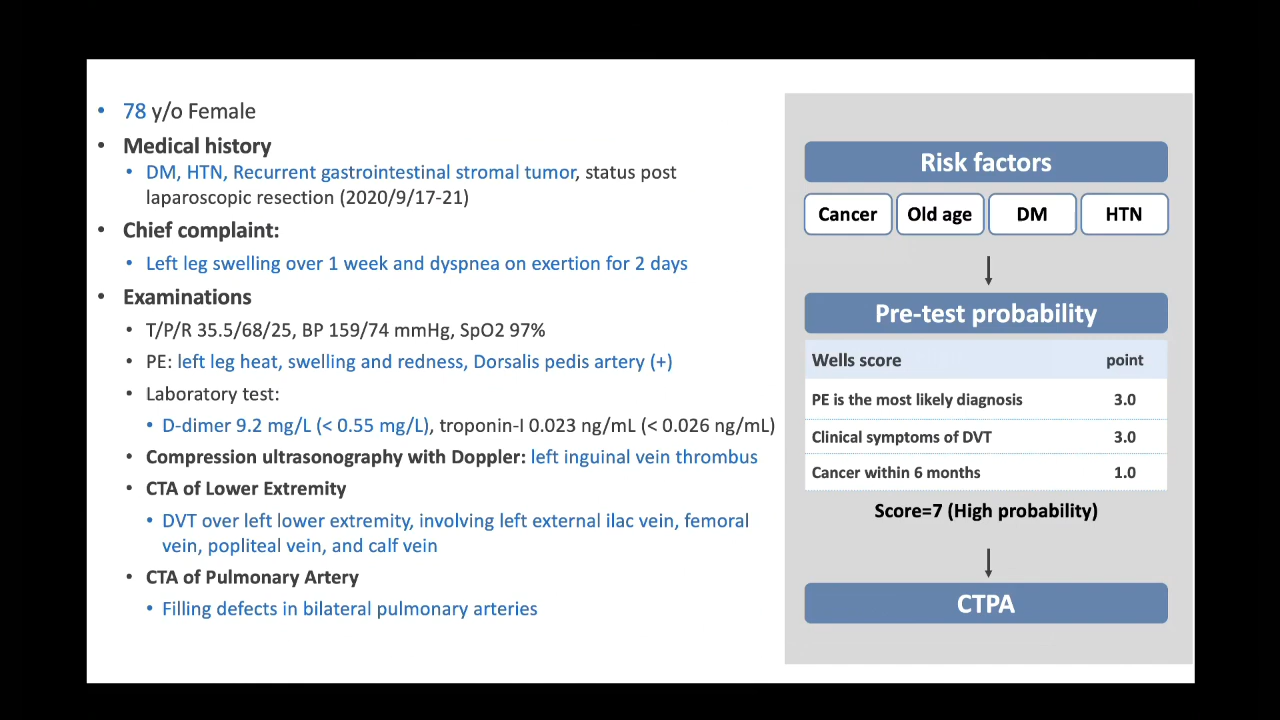 • 78 y/o Female
• Medical history
• DM, HTN, Recurrent gastrointestinal stromal tumor, status post
laparoscopic resection (2020/9/17-21)
• Chief complaint:
• Left leg swelling over 1 week and dyspnea on exertion for 2 days
• Examinations
• T/P/R 35.5/68/25, BP 159/74 mmHg, SpO2 97%
• PE: left leg heat, swelling and redness, Dorsalis pedis artery (+)
• Laboratory test:
• D-dimer 9.2 mg/L (< 0.55 mg/L), troponin-I 0.023 ng/mL (< 0.026 ng/mL)
• Compression ultrasonography with Doppler: left inguinal vein thrombus
• CTA of Lower Extremity
• DVT over left lower extremity, involving left external ilac vein, femoral
vein, popliteal vein, and calf vein
• CTA of Pulmonary Artery
• Filling defects in bilateral pulmonary arteries
Risk factors
Cancer Old age DM HTN
Pre-test probability
Wells score point
PE is the most likely diagnosis 3.0
Clinical symptoms of DVT 3.0
Cancer within 6 months 1.0
Score=7 (High probability)
CTPA